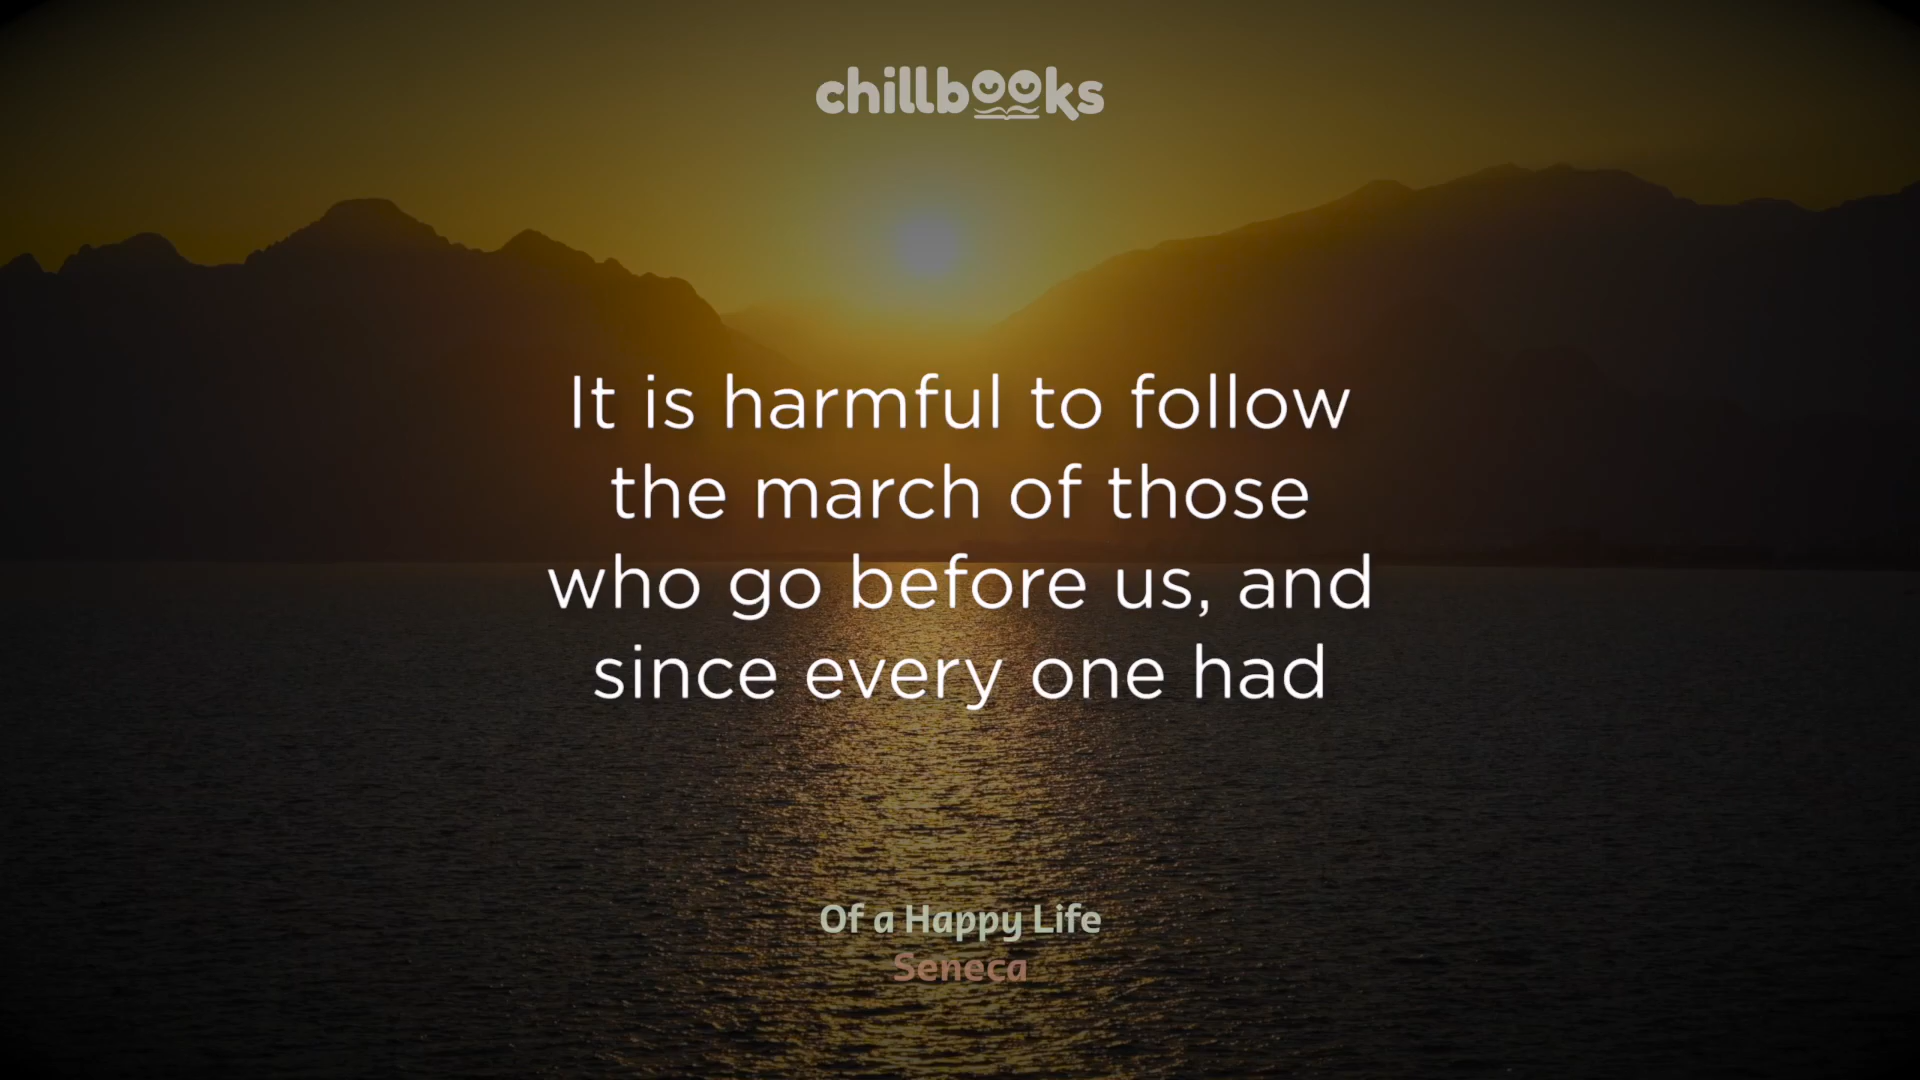 chillbooks
It is harmful to follow
the march of those
who go before us, and
since every one had
Of a Happy Life
Seneca